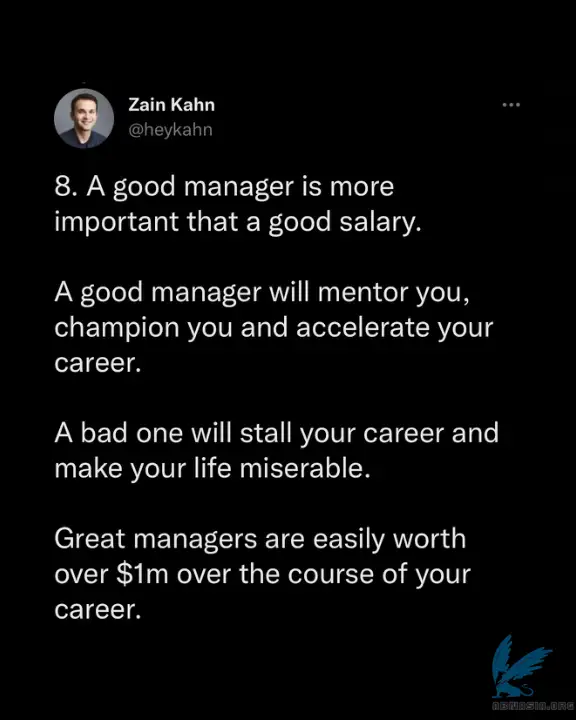 Zain Kahn
@heykahn
8. A good manager is more
important that a good salary.
A good manager will mentor you,
champion you and accelerate your
career.
A bad one will stall your career and
make your life miserable.
Great managers are easily worth
over $1m over the course of your
career.